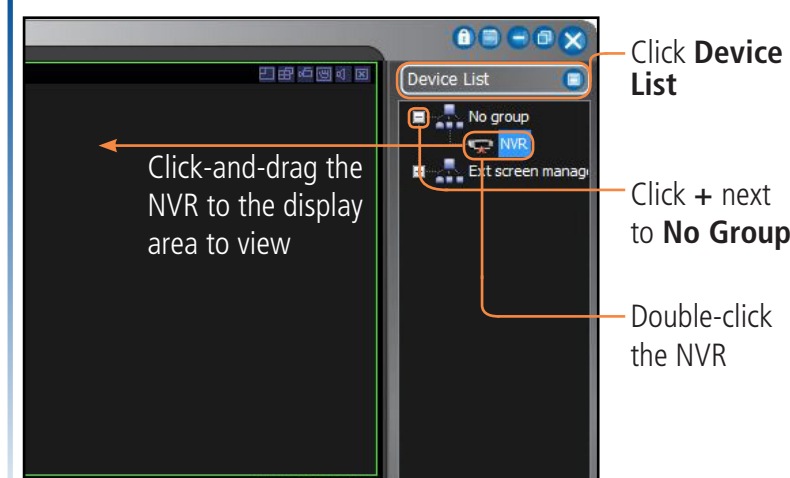 Click Device
List
Device List
No group
NVR
Ext screen manag
Click-and-drag the
NVR to the display
area to view
Click + next
to No Group
Double-click
the NVR